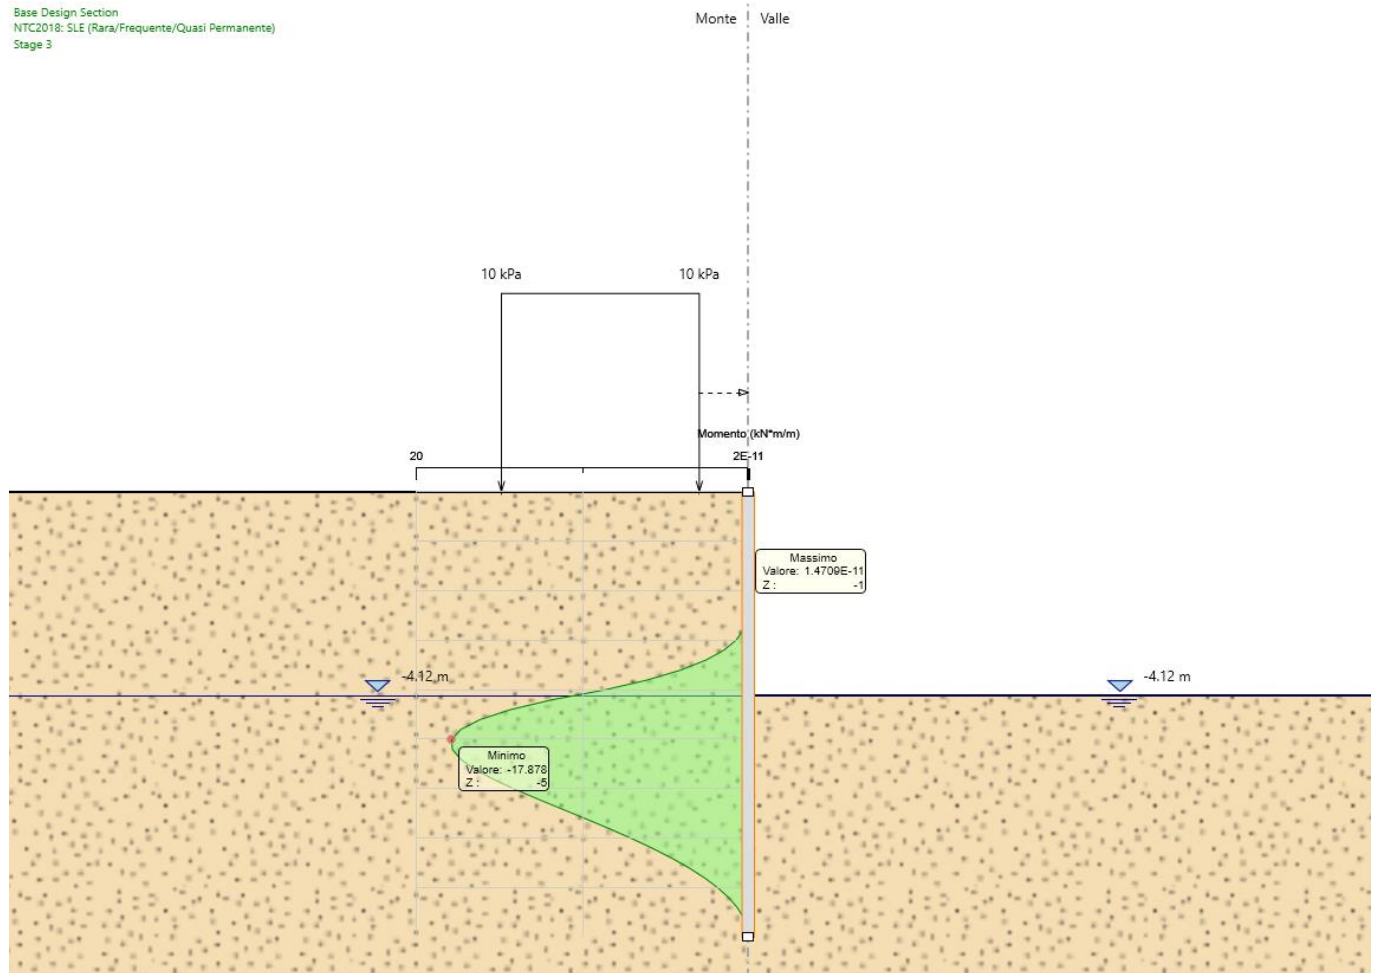 Base Design Section
NTC2018: SLE (Rara/Frequente/Quasi Permanente)
Stage 3
Monte
Valle
10 kPa
10 kPa
Momento (kN*m/m)
20
2E-11
Massimo
Valore: 1.4709E-11
Z : -1
-4.12 m
-4.12 m
Minimo
Valore: -17.878
Z : -5